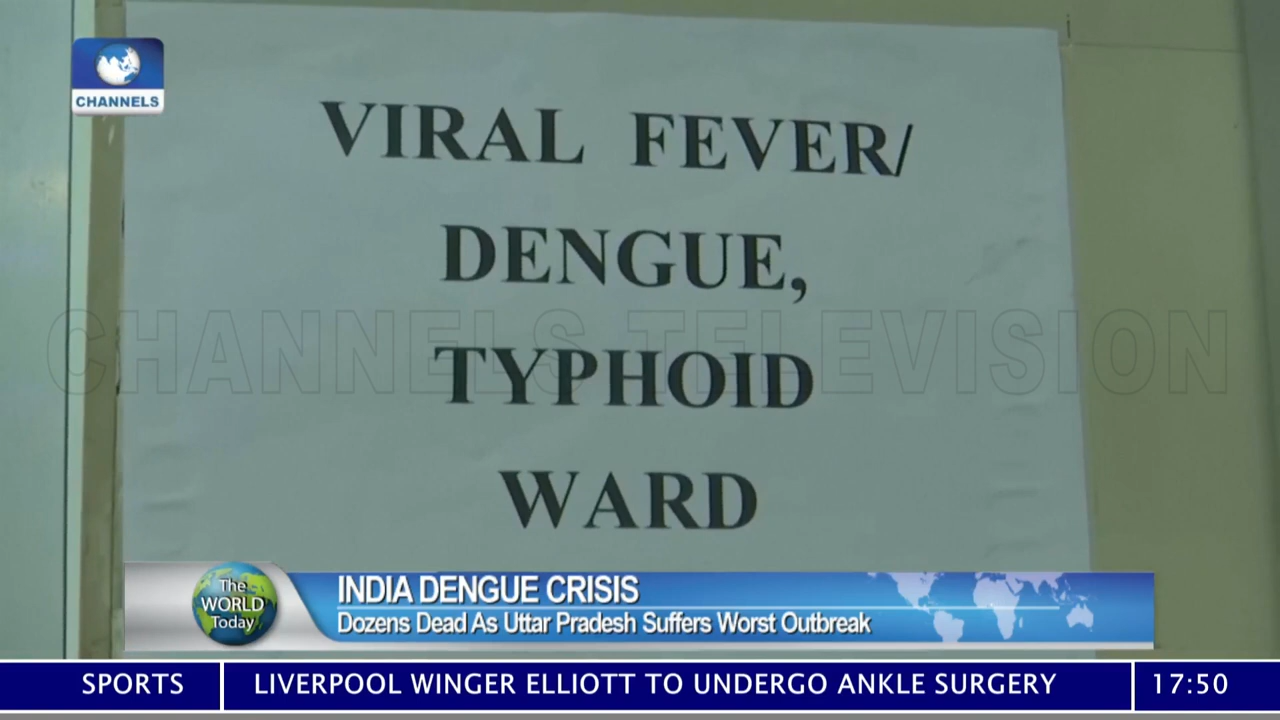 CHANNELS
VIRAL FEVER/
DENGUE,
CHANNELS TELEVISION
TYPHOID
WARD
The
WORLD
Today
INDIA DENGUE CRISIS
Dozens Dead As Uttar Pradesh Suffers Worst Outbreak
SPORTS
LIVERPOOL WINGER ELLIOTT TO UNDERGO ANKLE SURGERY
17:50